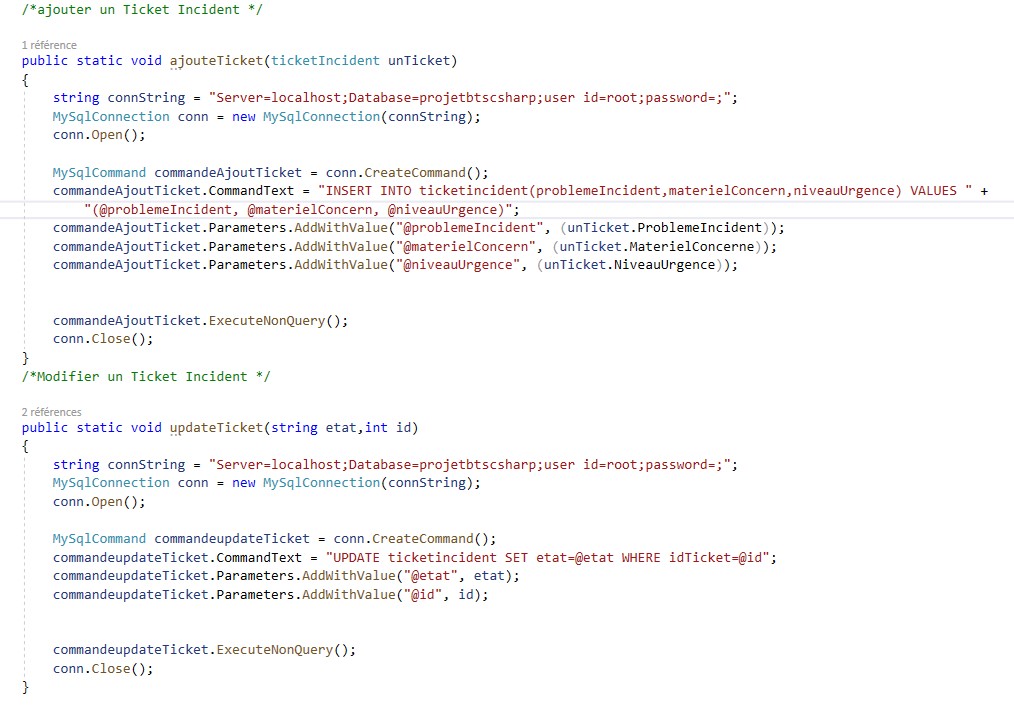 /*ajouter un Ticket Incident */
1 référence
public static void ajouteTicket(ticketIncident unTicket)
{
string connString = "Server=localhost;Database=projetbtscsharp;user id=root;password=;";
MySqlConnection conn = new MySqlConnection(connString);
conn.Open();
MySqlCommand commandeAjoutTicket = conn.CreateCommand();
commandeAjoutTicket.CommandText = "INSERT INTO ticketincident(problemeIncident,materielConcern,niveauUrgence) VALUES " +
"(@problemeIncident, @materielConcern, @niveauUrgence)";
commandeAjoutTicket.Parameters.AddWithValue("@problemeIncident", (unTicket.ProblemeIncident));
commandeAjoutTicket.Parameters.AddWithValue("@materielConcern", (unTicket.MaterielConcerne));
commandeAjoutTicket.Parameters.AddWithValue("@niveauUrgence", (unTicket.NiveauUrgence));
commandeAjoutTicket.ExecuteNonQuery();
conn.Close();
}
/*Modifier un Ticket Incident */
2 références
public static void updateTicket(string etat,int id)
{
string connString = "Server=localhost;Database=projetbtscsharp;user id=root;password=;";
MySqlConnection conn = new MySqlConnection(connString);
conn.Open();
MySqlCommand commandeupdateTicket = conn.CreateCommand();
commandeupdateTicket.CommandText = "UPDATE ticketincident SET etat=@etat WHERE idTicket=@id";
commandeupdateTicket.Parameters.AddWithValue("@etat", etat);
commandeupdateTicket.Parameters.AddWithValue("@id", id);
commandeupdateTicket.ExecuteNonQuery();
conn.Close();
}